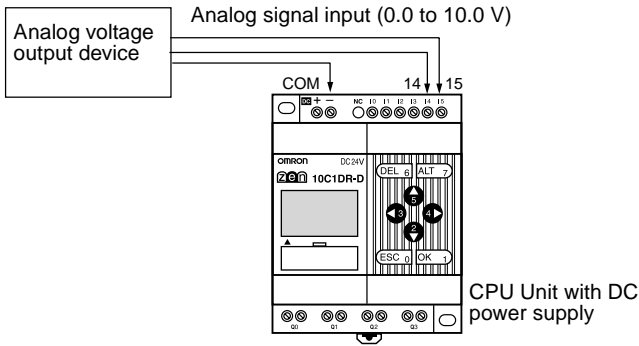 Analog signal input (0.0 to 10.0 V)
Analog voltage
output device
COM
14
15
DC + − NC I0 I1 I2 I3 I4 I5
OMRON DC24V
ZEN 10C1DR-D
DEL 6 ALT 7
5
3 4
2
ESC 0 OK 1
CPU Unit with DC
power supply
Q0 Q1 Q2 Q3